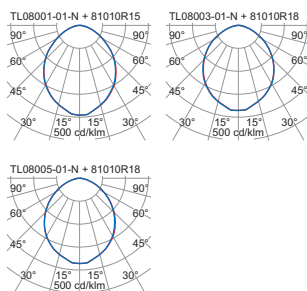 TL08001-01-N + 81010R15
90° 90°
60° 60°
45° 45°
30° 15° 15° 30°
500 cd/klm
TL08003-01-N + 81010R18
90° 90°
60° 60°
45° 45°
30° 15° 15° 30°
500 cd/klm
TL08005-01-N + 81010R18
90° 90°
60° 60°
45° 45°
30° 15° 15° 30°
500 cd/klm